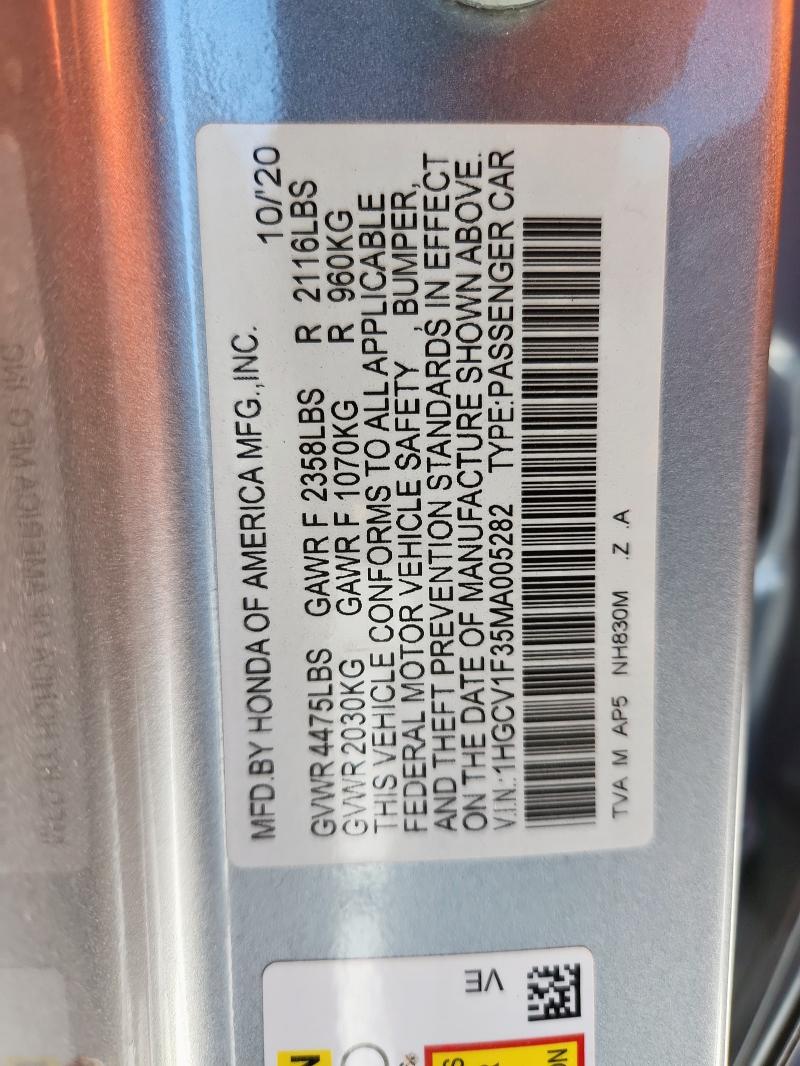 MFD.BY HONDA OF AMERICA MFG.,INC. 10/'20
GVWR 4475LBS GAWR F 2358LBS R 2116LBS
GVWR 2030KG GAWR F 1070KG R 960KG
THIS VEHICLE CONFORMS TO ALL APPLICABLE
FEDERAL MOTOR VEHICLE SAFETY, BUMPER,
AND THEFT PREVENTION STANDARDS, IN EFFECT
ON THE DATE OF MANUFACTURE SHOWN ABOVE.
V.I.N.:1HGCV1F35MA005282 TYPE:PASSENGER CAR
TVA M AP5 NH830M .Z .A
VE